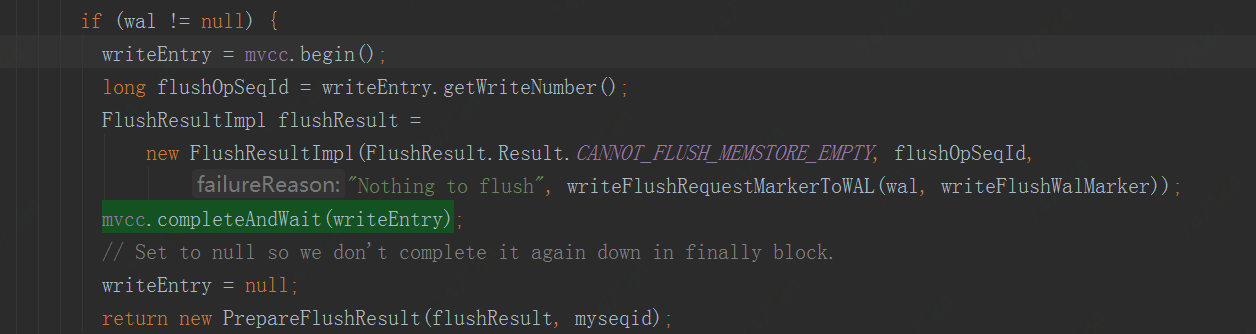 if (wal != null) {
writeEntry = mvcc.begin();
long flushOpSeqId = writeEntry.getWriteNumber();
FlushResultImpl flushResult =
new FlushResultImpl(FlushResult.Result.CANNOT_FLUSH_MEMSTORE_EMPTY, flushOpSeqId,
failureReason: "Nothing to flush", writeFlushRequestMarkerToWAL(wal, writeFlushWalMarker));
mvcc.completeAndWait(writeEntry);
// Set to null so we don't complete it again down in finally block.
writeEntry = null;
return new PrepareFlushResult(flushResult, myseqid);